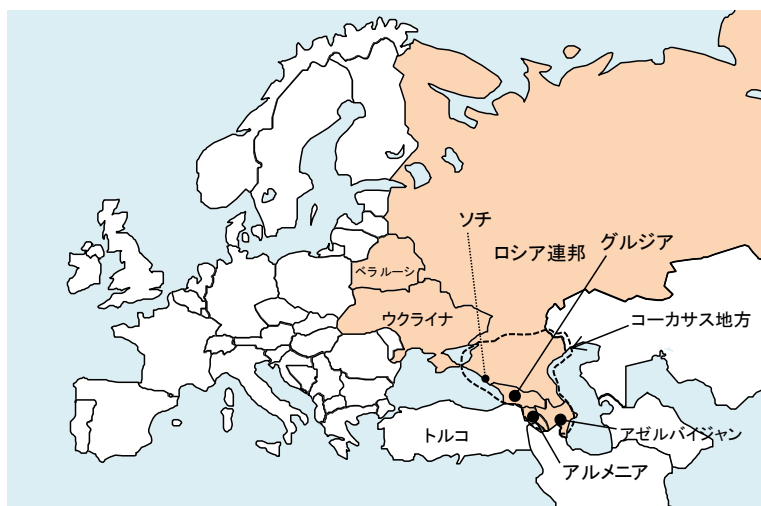 ソチ
ロシア連邦
グルジア
ベラルーシ
ウクライナ
コーカサス地方
トルコ
アゼルバイジャン
アルメニア